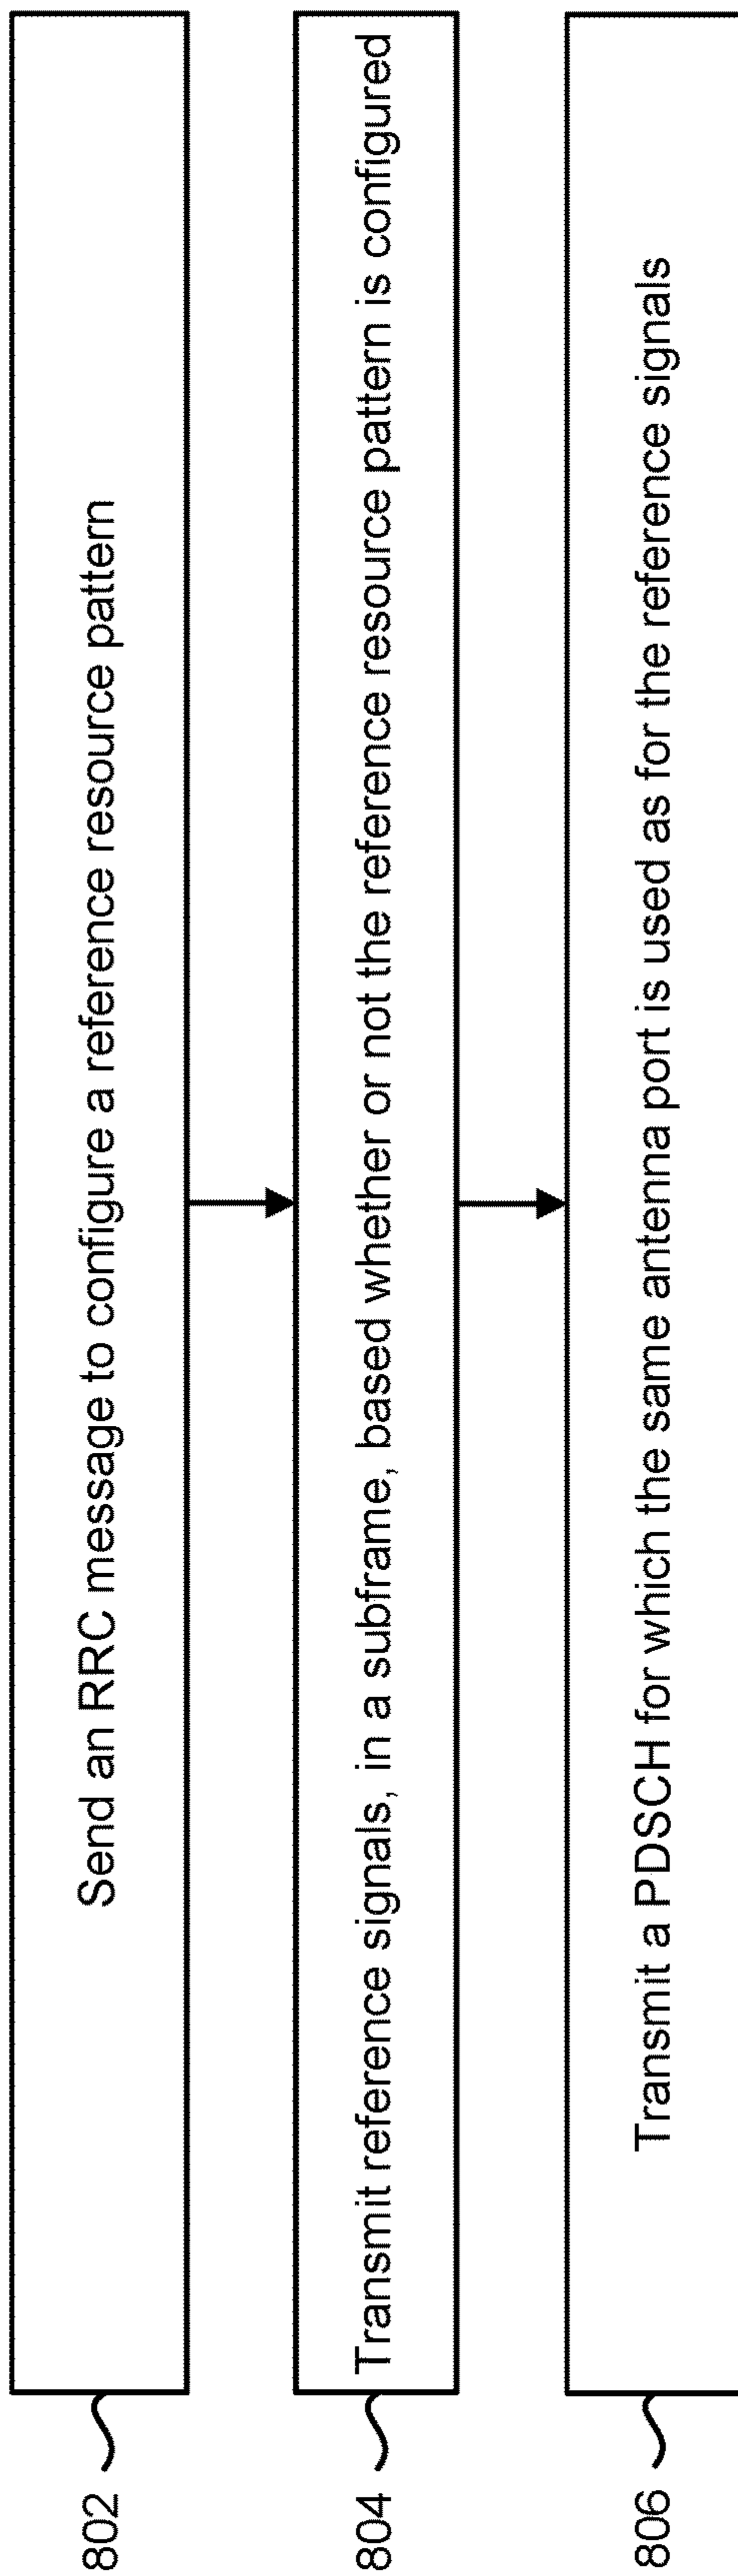 802
Send an RRC message to configure a reference resource pattern
804
Transmit reference signals, in a subframe, based whether or not the reference resource pattern is configured
806
Transmit a PDSCH for which the same antenna port is used as for the reference signals